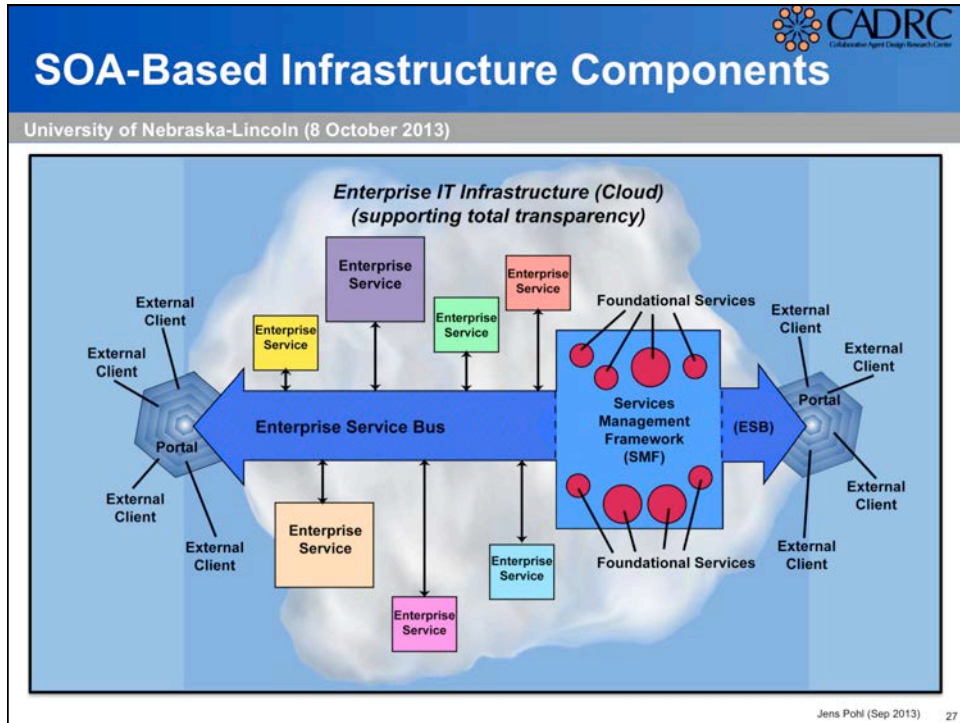 CADRC
Collaborative Agent Design Research Center
SOA-Based Infrastructure Components
University of Nebraska-Lincoln (8 October 2013)
Enterprise IT Infrastructure (Cloud)
(supporting total transparency)
Enterprise
Service
Enterprise
Service
Enterprise
Service
Enterprise
Service
Foundational Services
External
Client
External
Client
External
Client
External
Client
Portal
Portal
Enterprise Service Bus
Services
Management
Framework
(SMF)
(ESB)
External
Client
External
Client
External
Client
External
Client
Enterprise
Service
Enterprise
Service
Enterprise
Service
Foundational Services
Jens Pohl (Sep 2013)
27